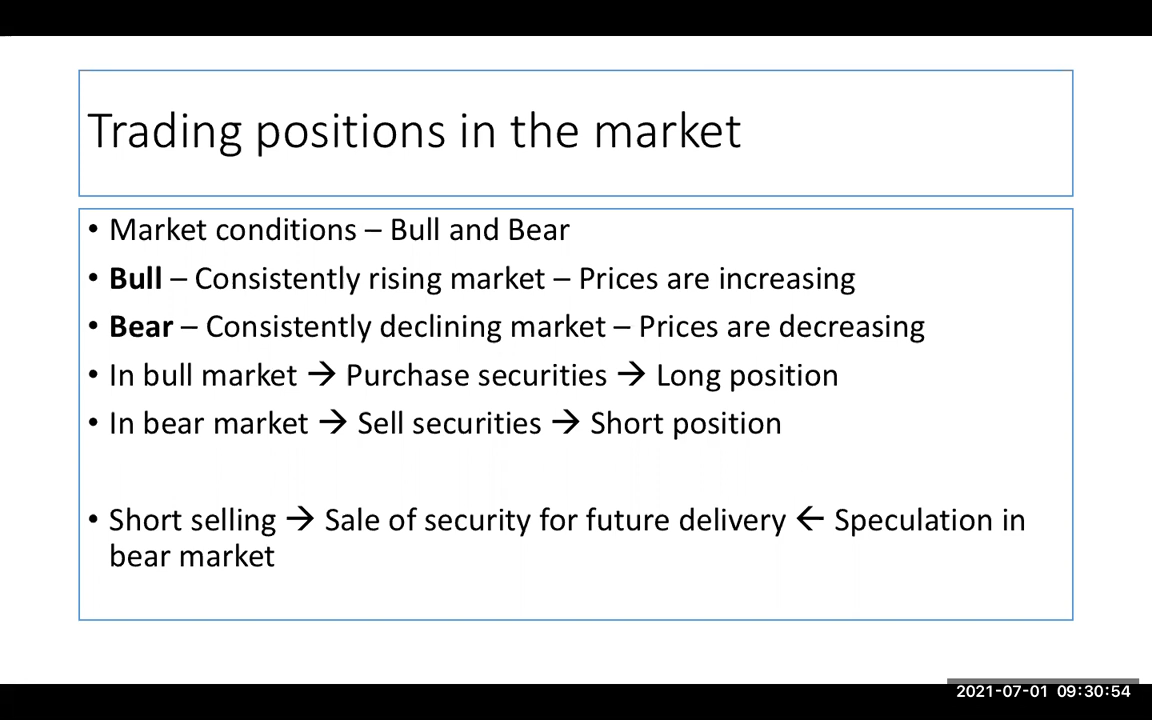 Trading positions in the market
• Market conditions – Bull and Bear
• Bull – Consistently rising market – Prices are increasing
• Bear – Consistently declining market – Prices are decreasing
• In bull market → Purchase securities → Long position
• In bear market → Sell securities → Short position
• Short selling → Sale of security for future delivery ← Speculation in
bear market
2021-07-01 09:30:54